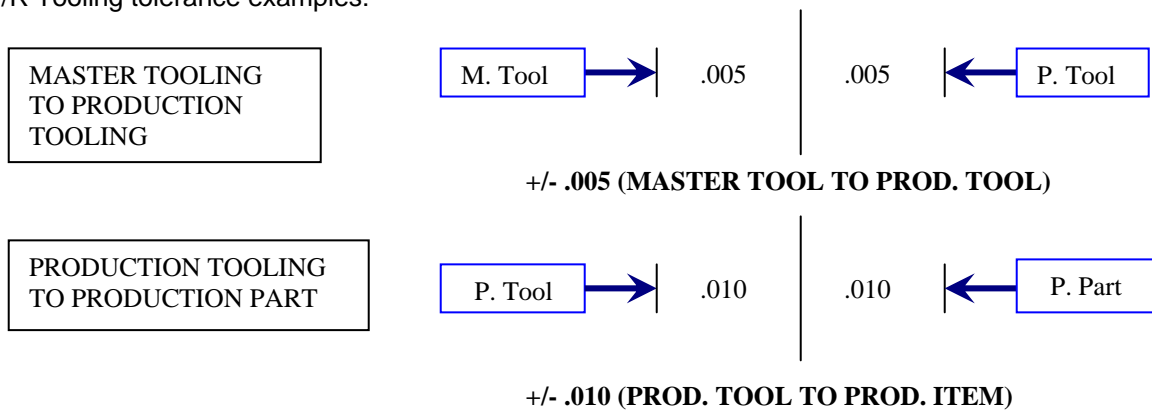 /R Tooling tolerance examples:
MASTER TOOLING
TO PRODUCTION
TOOLING
M. Tool .005 .005 P. Tool
+/- .005 (MASTER TOOL TO PROD. TOOL)
PRODUCTION TOOLING
TO PRODUCTION PART
P. Tool .010 .010 P. Part
+/- .010 (PROD. TOOL TO PROD. ITEM)